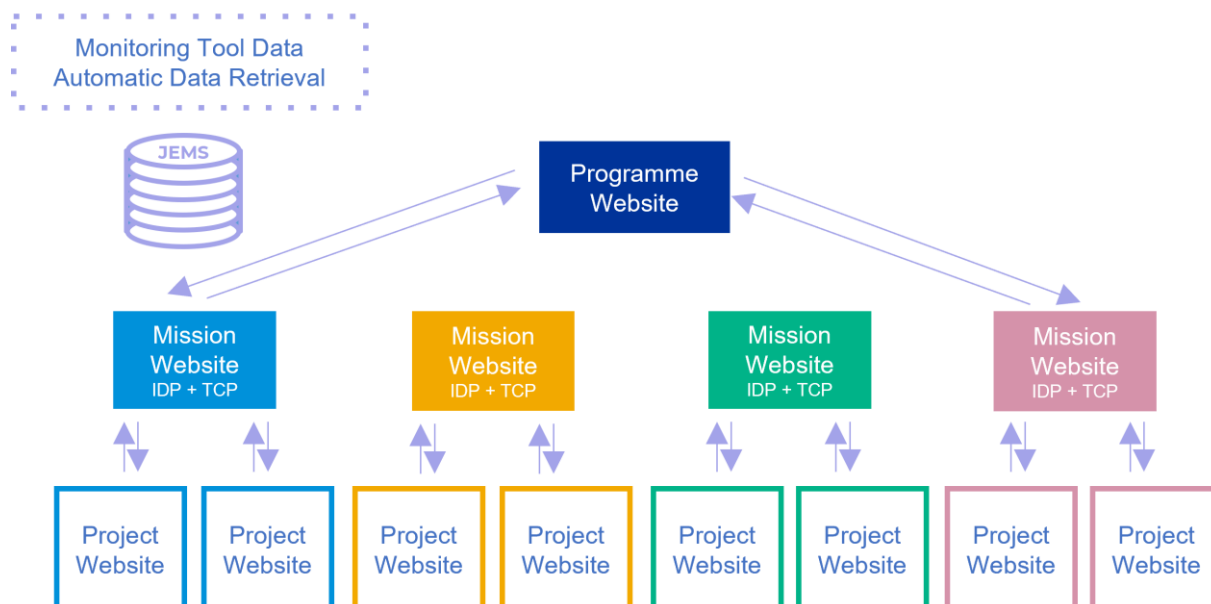 Monitoring Tool Data
Automatic Data Retrieval
JEMS
Programme
Website
Mission
Website
IDP + TCP
Mission
Website
IDP + TCP
Mission
Website
IDP + TCP
Mission
Website
IDP + TCP
Project
Website
Project
Website
Project
Website
Project
Website
Project
Website
Project
Website
Project
Website
Project
Website